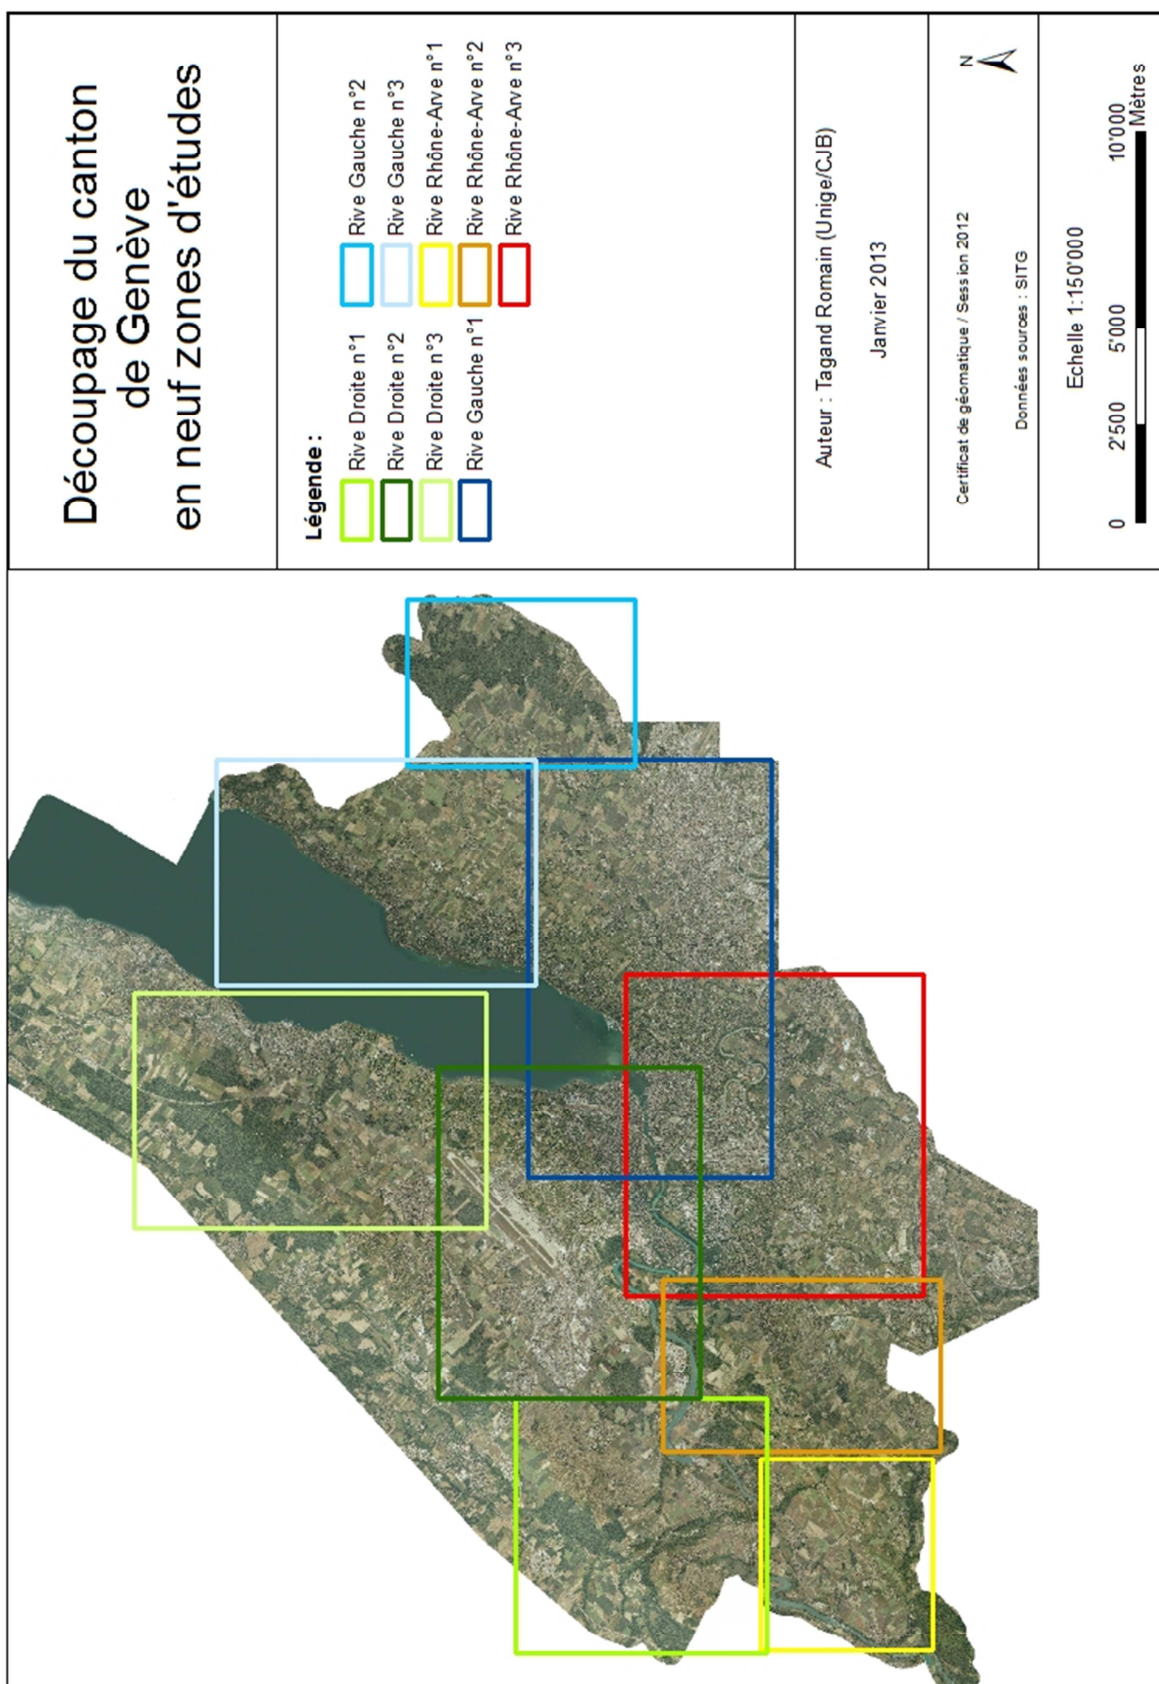 Découpage du canton
de Genève
en neuf zones d'études
Légende :
Rive Droite n°1
Rive Droite n°2
Rive Droite n°3
Rive Gauche n°1
Rive Gauche n°2
Rive Gauche n°3
Rive Rhône-Arve n°1
Rive Rhône-Arve n°2
Rive Rhône-Arve n°3
Auteur : Tagand Romain (Unige/CJB)
Janvier 2013
Certificat de géomatique / Session 2012
N
Données sources : SITG
Echelle 1:150'000
0 2'500 5'000 10'000
Mètres